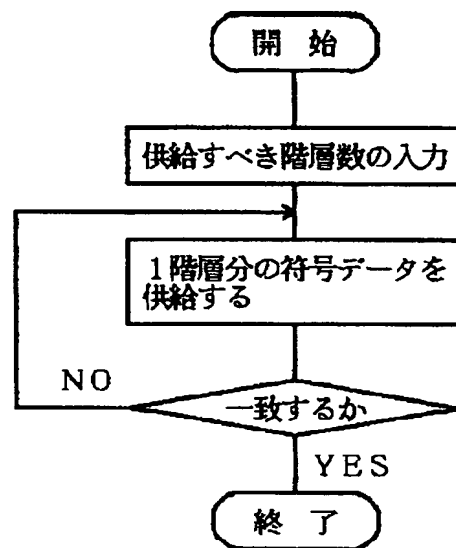 開 始
供給すべき階層数の入力
１階層分の符号データを
供給する
NO
一致するか
YES
終 了